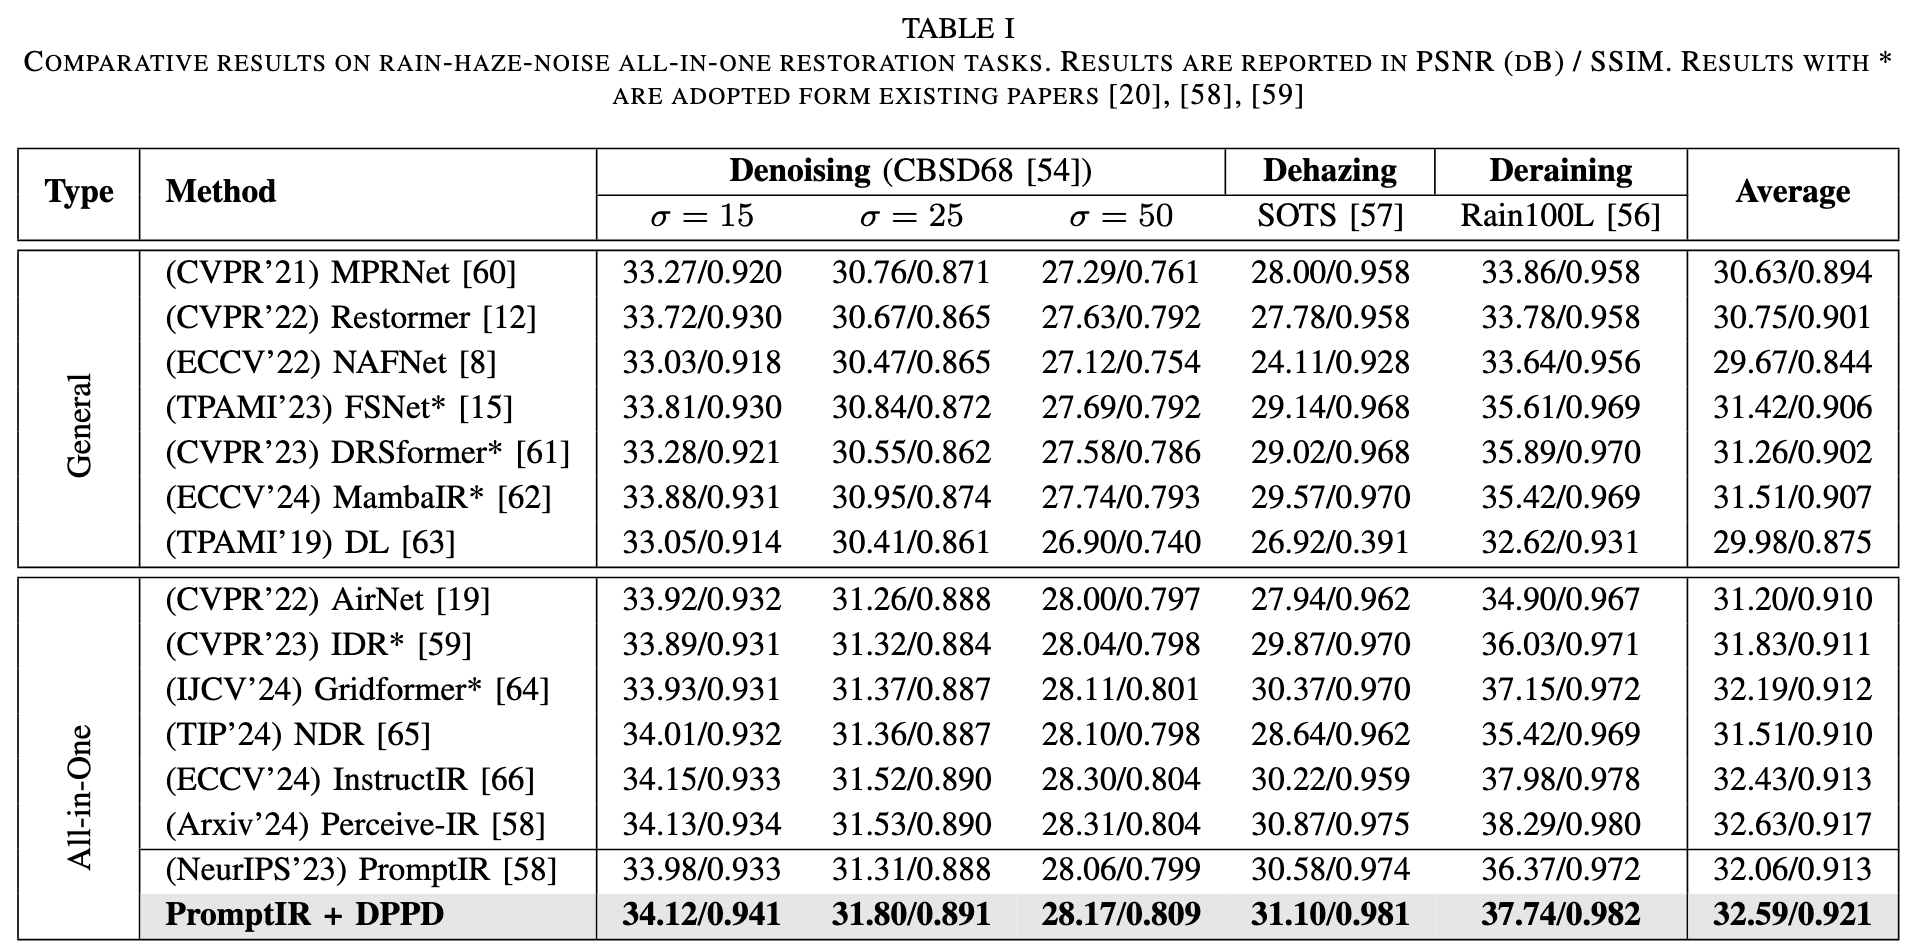 TABLE I
COMPARATIVE RESULTS ON RAIN-HAZE-NOISE ALL-IN-ONE RESTORATION TASKS. RESULTS ARE REPORTED IN PSNR (DB) / SSIM. RESULTS WITH *
ARE ADOPTED FORM EXISTING PAPERS [20], [58], [59]
Type Method Denoising (CBSD68 [54]) Dehazing Deraining Average
σ = 15 σ = 25 σ = 50 SOTS [57] Rain100L [56]
General
(CVPR’21) MPRNet [60] 33.27/0.920 30.76/0.871 27.29/0.761 28.00/0.958 33.86/0.958 30.63/0.894
(CVPR’22) Restormer [12] 33.72/0.930 30.67/0.865 27.63/0.792 27.78/0.958 33.78/0.958 30.75/0.901
(ECCV’22) NAFNet [8] 33.03/0.918 30.47/0.865 27.12/0.754 24.11/0.928 33.64/0.956 29.67/0.844
(TPAMI’23) FSNet* [15] 33.81/0.930 30.84/0.872 27.69/0.792 29.14/0.968 35.61/0.969 31.42/0.906
(CVPR’23) DRSformer* [61] 33.28/0.921 30.55/0.862 27.58/0.786 29.02/0.968 35.89/0.970 31.26/0.902
(ECCV’24) MambaIR* [62] 33.88/0.931 30.95/0.874 27.74/0.793 29.57/0.970 35.42/0.969 31.51/0.907
(TPAMI’19) DL [63] 33.05/0.914 30.41/0.861 26.90/0.740 26.92/0.391 32.62/0.931 29.98/0.875
All-in-One
(CVPR’22) AirNet [19] 33.92/0.932 31.26/0.888 28.00/0.797 27.94/0.962 34.90/0.967 31.20/0.910
(CVPR’23) IDR* [59] 33.89/0.931 31.32/0.884 28.04/0.798 29.87/0.970 36.03/0.971 31.83/0.911
(IJCV’24) Gridformer* [64] 33.93/0.931 31.37/0.887 28.11/0.801 30.37/0.970 37.15/0.972 32.19/0.912
(TIP’24) NDR [65] 34.01/0.932 31.36/0.887 28.10/0.798 28.64/0.962 35.42/0.969 31.51/0.910
(ECCV’24) InstructIR [66] 34.15/0.933 31.52/0.890 28.30/0.804 30.22/0.959 37.98/0.978 32.43/0.913
(Arxiv’24) Perceive-IR [58] 34.13/0.934 31.53/0.890 28.31/0.804 30.87/0.975 38.29/0.980 32.63/0.917
(NeurIPS’23) PromptIR [58] 33.98/0.933 31.31/0.888 28.06/0.799 30.58/0.974 36.37/0.972 32.06/0.913
PromptIR + DPPD 34.12/0.941 31.80/0.891 28.17/0.809 31.10/0.981 37.74/0.982 32.59/0.921